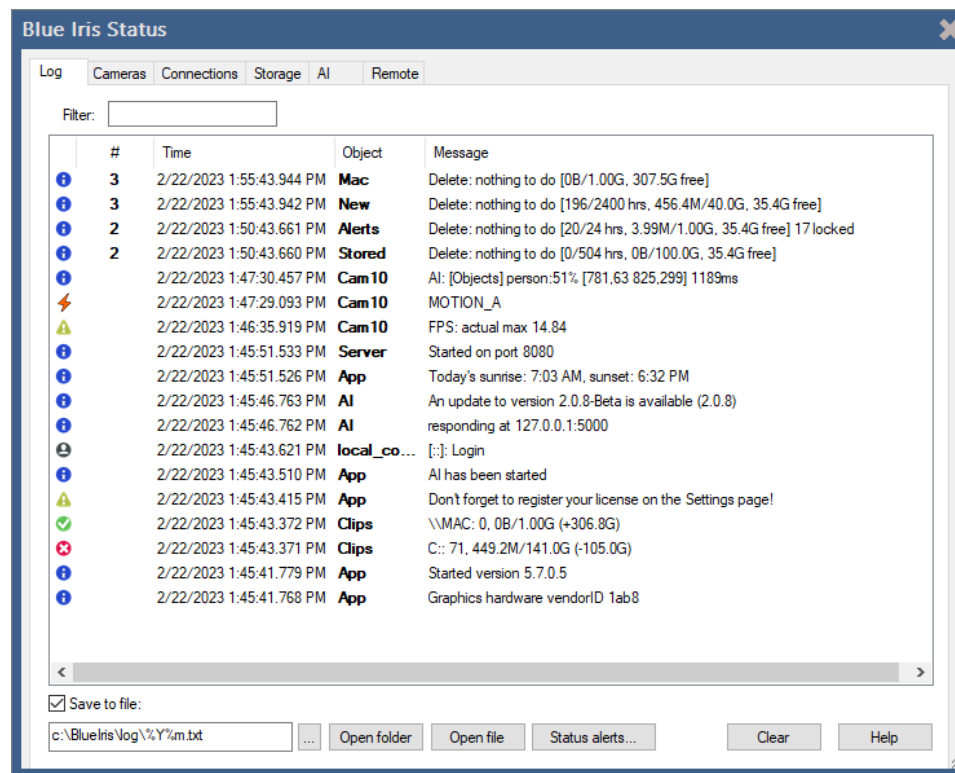 Blue Iris Status
Log Cameras Connections Storage AI Remote
Filter:
# Time Object Message
3 2/22/2023 1:55:43.944 PM Mac Delete: nothing to do [0B/1.00G, 307.5G free]
3 2/22/2023 1:55:43.942 PM New Delete: nothing to do [196/2400 hrs, 456.4M/40.0G, 35.4G free]
2 2/22/2023 1:50:43.661 PM Alerts Delete: nothing to do [20/24 hrs, 3.99M/1.00G, 35.4G free] 17 locked
2 2/22/2023 1:50:43.660 PM Stored Delete: nothing to do [0/504 hrs, 0B/100.0G, 35.4G free]
2/22/2023 1:47:30.457 PM Cam10 AI: [Objects] person:51% [781,63 825,299] 1189ms
2/22/2023 1:47:29.093 PM Cam10 MOTION_A
2/22/2023 1:46:35.919 PM Cam10 FPS: actual max 14.84
2/22/2023 1:45:51.533 PM Server Started on port 8080
2/22/2023 1:45:51.526 PM App Today's sunrise: 7:03 AM, sunset: 6:32 PM
2/22/2023 1:45:46.763 PM AI An update to version 2.0.8-Beta is available (2.0.8)
2/22/2023 1:45:46.762 PM AI responding at 127.0.0.1:5000
2/22/2023 1:45:43.621 PM local_co... [::]: Login
2/22/2023 1:45:43.510 PM App AI has been started
2/22/2023 1:45:43.415 PM App Don't forget to register your license on the Settings page!
2/22/2023 1:45:43.372 PM Clips \\MAC: 0, 0B/1.00G (+306.8G)
2/22/2023 1:45:43.371 PM Clips C:: 71, 449.2M/141.0G (-105.0G)
2/22/2023 1:45:41.779 PM App Started version 5.7.0.5
2/22/2023 1:45:41.768 PM App Graphics hardware vendorID 1ab8
Save to file:
c:\BlueIris\log\%Y%m.txt ... Open folder Open file Status alerts... Clear Help